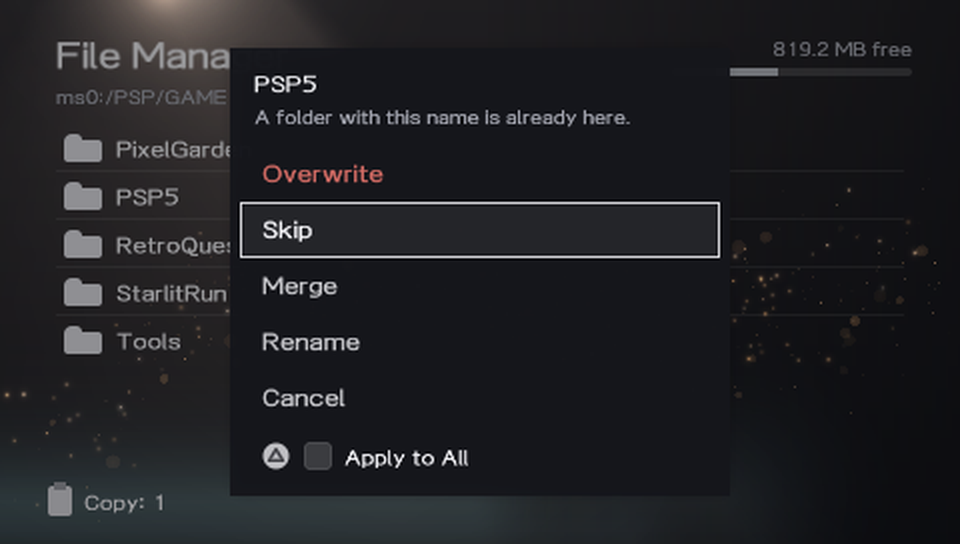 File Mana
819.2 MB free
ms0:/PSP/GAME
PixelGarde
PSP5
RetroQues
StarlitRun
Tools
PSP5
A folder with this name is already here.
Overwrite
Skip
Merge
Rename
Cancel
Apply to All
Copy: 1